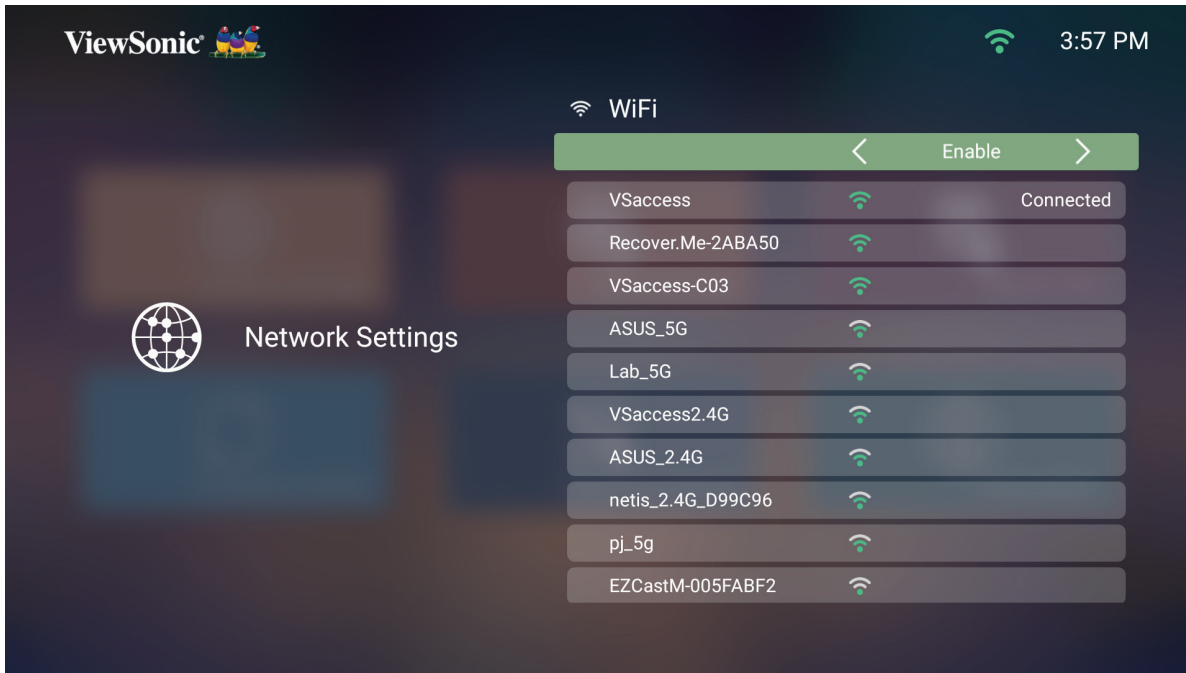 ViewSonic®
3:57 PM
WiFi
Enable
VSaccess Connected
Recover.Me-2ABA50
VSaccess-C03
ASUS_5G
Network Settings
Lab_5G
VSaccess2.4G
ASUS_2.4G
netis_2.4G_D99C96
pj_5g
EZCastM-005FABF2